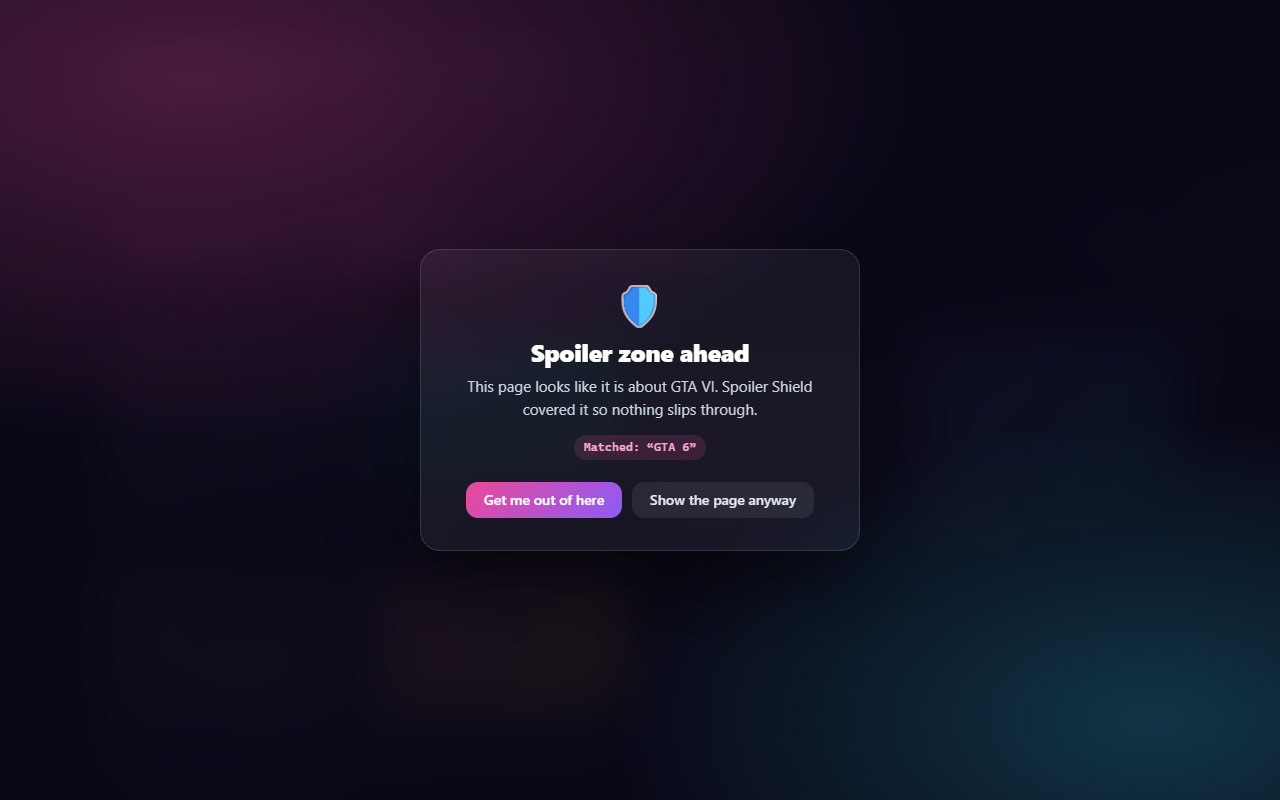 Spoiler zone ahead
This page looks like it is about GTA VI. Spoiler Shield
covered it so nothing slips through.
Matched: “GTA 6”
Get me out of here
Show the page anyway